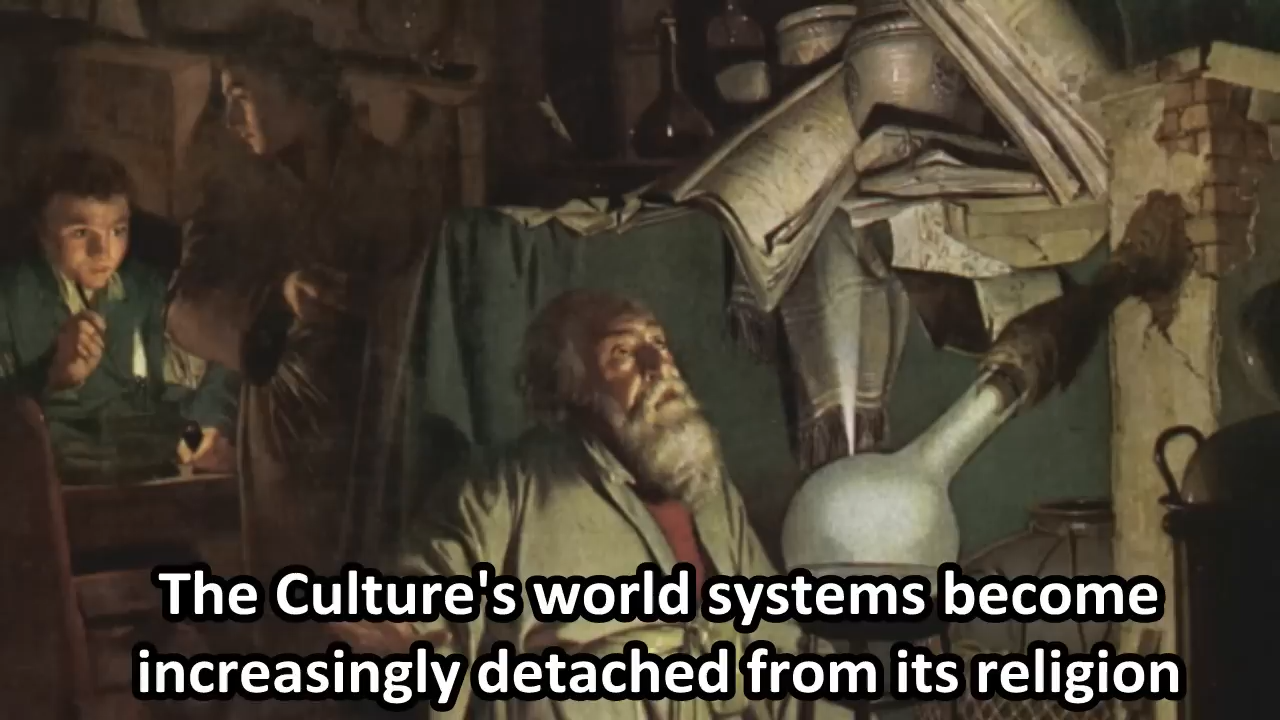 The Culture's world systems become
increasingly detached from its religion